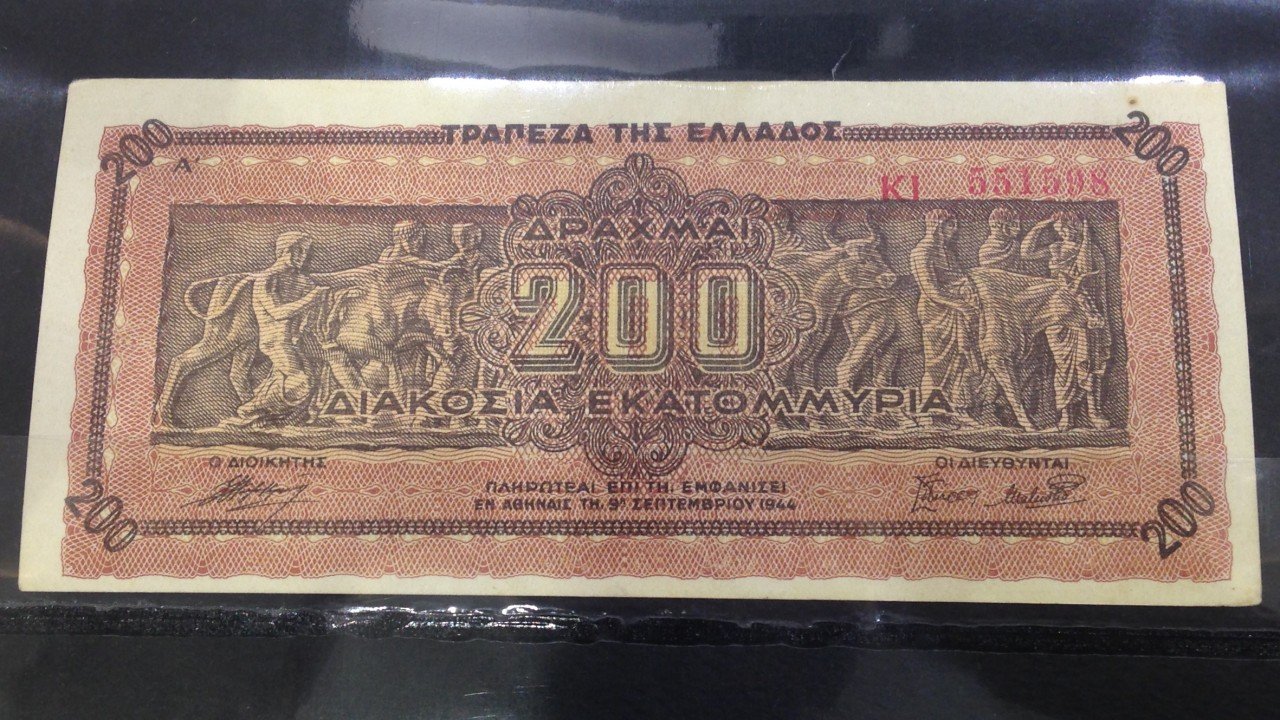 200 ΤΡΑΠΕΖΑ ΤΗΣ ΕΛΛΑΔΟΣ 200
Α'
ΚΙ 551598
ΔΡΑΧΜΑΙ
200
ΔΙΑΚΟΣΙΑ ΕΚΑΤΟΜΜΥΡΙΑ
Ο ΔΙΟΙΚΗΤΗΣ
ΟΙ ΔΙΕΥΘΥΝΤΑΙ
ΠΛΗΡΩΤΕΑΙ ΕΠΙ ΤΗ, ΕΜΦΑΝΙΣΕΙ
ΕΝ ΑΘΗΝΑΙΣ ΤΗ, 9ῃ ΣΕΠΤΕΜΒΡΙΟΥ 1944
200 200